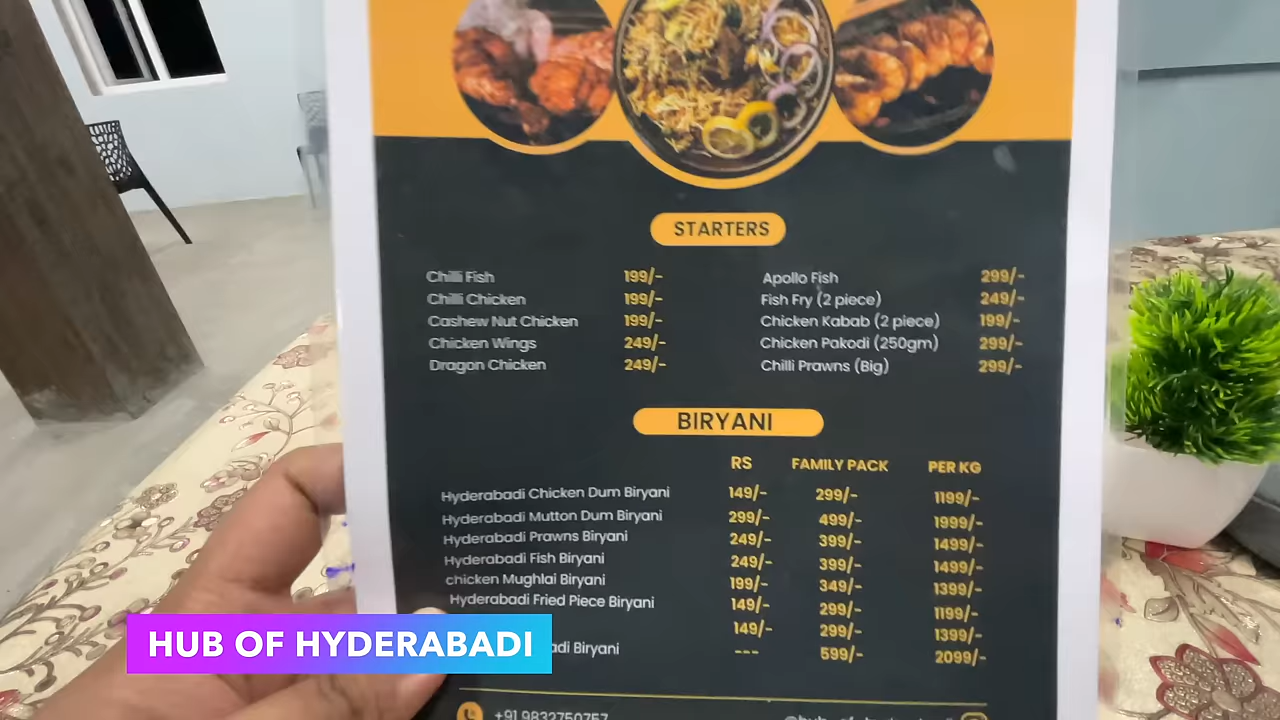 STARTERS
Chilli Fish 199/- Apollo Fish 299/-
Chilli Chicken 199/- Fish Fry (2 piece) 249/-
Cashew Nut Chicken 199/- Chicken Kabab (2 piece) 199/-
Chicken Wings 249/- Chicken Pakodi (250gm) 299/-
Dragon Chicken 249/- Chilli Prawns (Big) 299/-
BIRYANI
RS FAMILY PACK PER KG
Hyderabadi Chicken Dum Biryani 149/- 299/- 1199/-
Hyderabadi Mutton Dum Biryani 299/- 499/- 1999/-
Hyderabadi Prawns Biryani 249/- 399/- 1499/-
Hyderabadi Fish Biryani 249/- 399/- 1499/-
chicken Mughlai Biryani 199/- 349/- 1399/-
Hyderabadi Fried Piece Biryani 149/- 299/- 1199/-
149/- 299/- 1399/-
adi Biryani --- 599/- 2099/-
+91 9832750757
HUB OF HYDERABADI